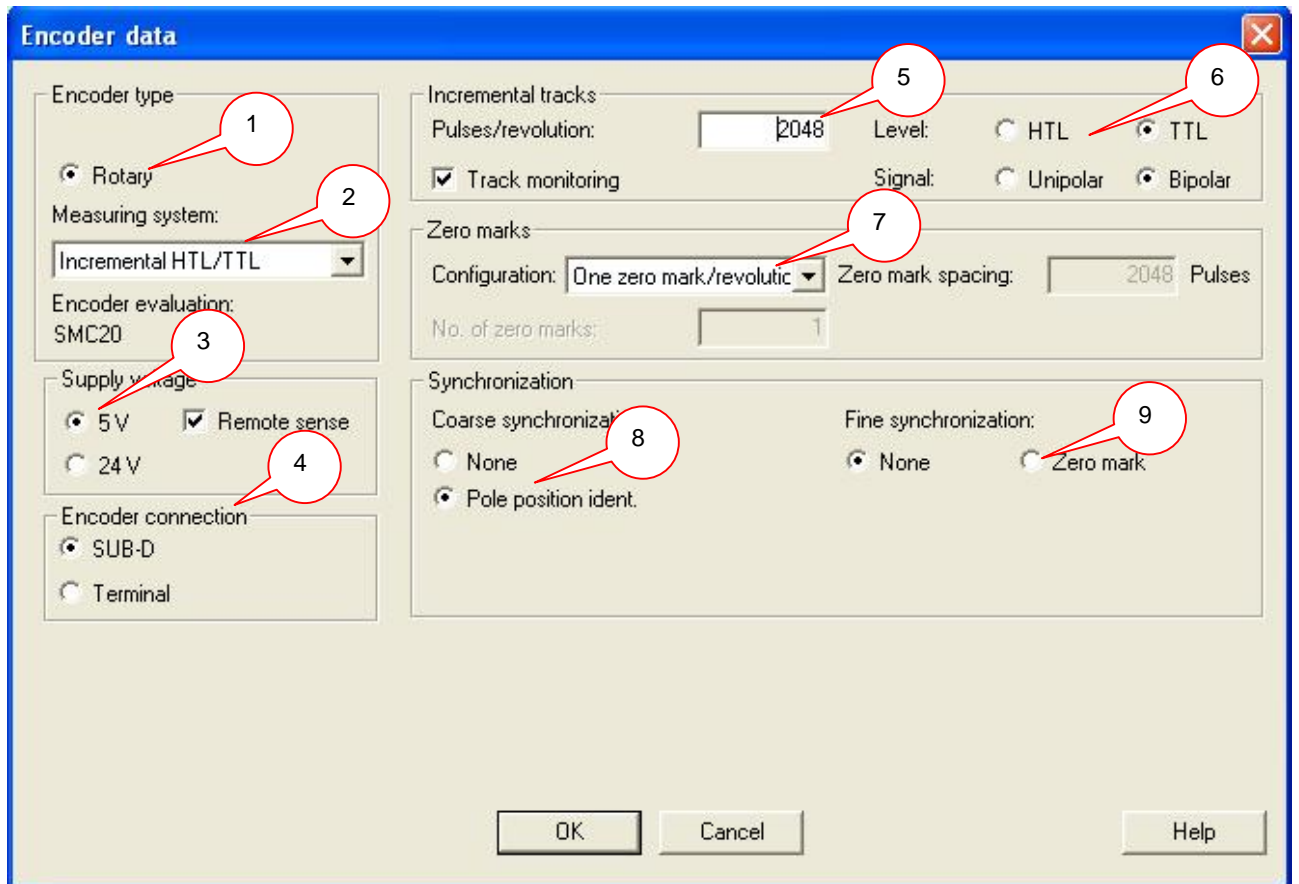 Encoder data
Encoder type
1
Rotary
Measuring system:
2
Incremental HTL/TTL
Encoder evaluation:
SMC20
3
Supply voltage
5 V Remote sense
24 V
4
Encoder connection
SUB-D
Terminal
Incremental tracks
5
6
Pulses/revolution: 2048 Level: HTL TTL
Track monitoring Signal: Unipolar Bipolar
Zero marks
7
Configuration: One zero mark/revolutic Zero mark spacing: 2048 Pulses
No. of zero marks: 1
Synchronization
Coarse synchronizati
8
None
Pole position ident.
Fine synchronization:
9
None Zero mark
OK Cancel Help